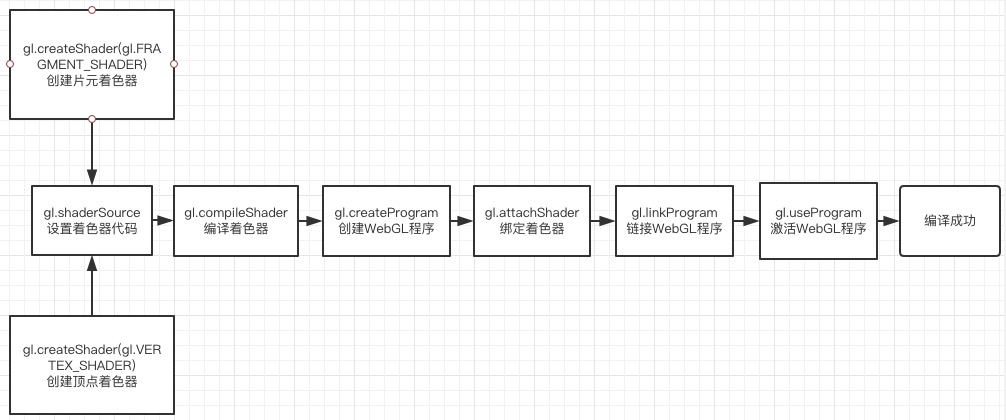 gl.createShader(gl.FRA
GMENT_SHADER)
创建片元着色器
gl.shaderSource
设置着色器代码
gl.compileShader
编译着色器
gl.createProgram
创建WebGL程序
gl.attachShader
绑定着色器
gl.linkProgram
链接WebGL程序
gl.useProgram
激活WebGL程序
编译成功
gl.createShader(gl.VER
TEX_SHADER)
创建顶点着色器